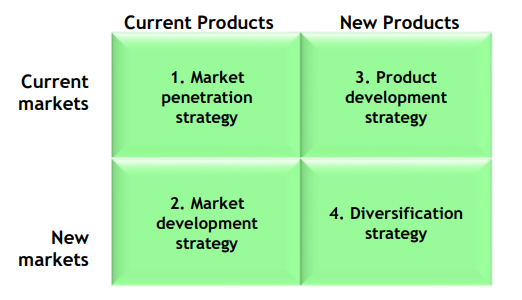 Current Products
New Products
Current
markets
1. Market
penetration
strategy
3. Product
development
strategy
New
markets
2. Market
development
strategy
4. Diversification
strategy